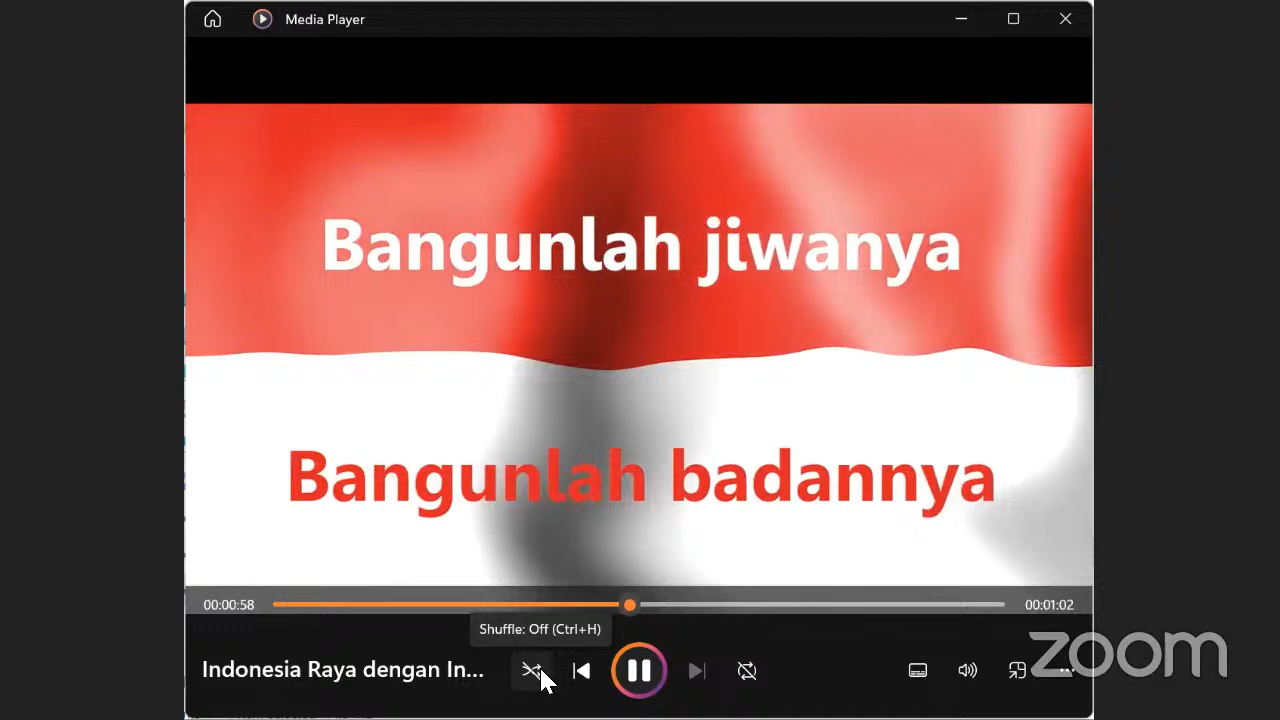 Media Player
Bangunlah jiwanya
Bangunlah badannya
00:00:58
00:01:02
Shuffle: Off (Ctrl+H)
Indonesia Raya dengan In...
zoom